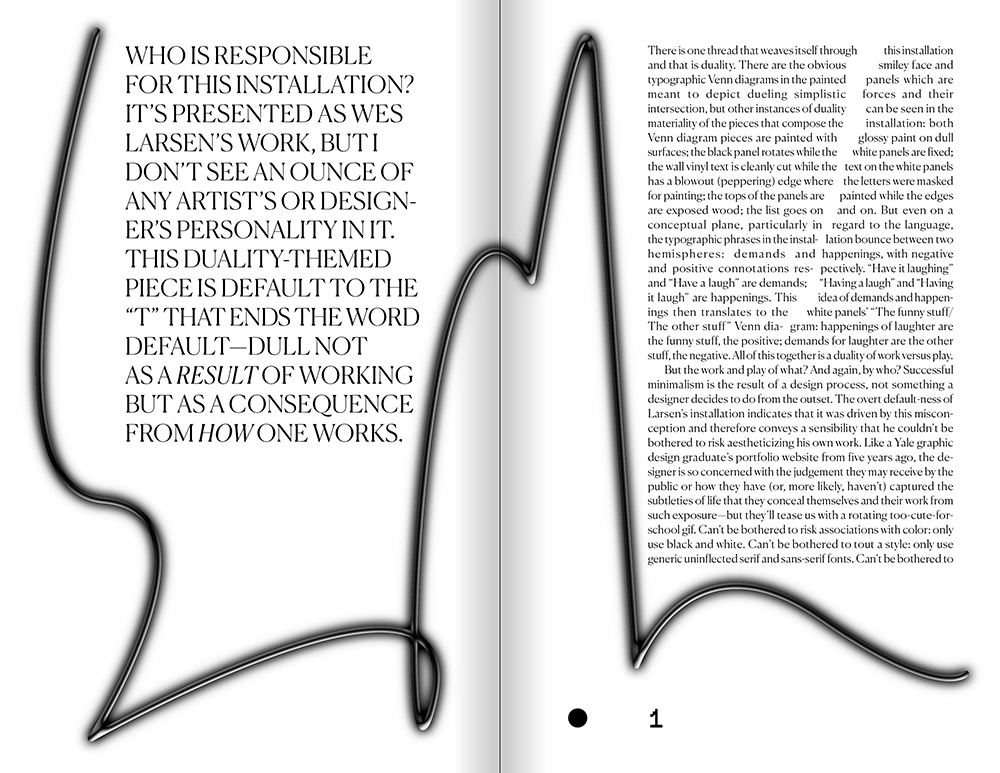 WHO IS RESPONSIBLE
FOR THIS INSTALLATION?
IT’S PRESENTED AS WES
LARSEN’S WORK, BUT I
DON’T SEE AN OUNCE OF
ANY ARTIST’S OR DESIGN-
ER’S PERSONALITY IN IT.
THIS DUALITY-THEMED
PIECE IS DEFAULT TO THE
“T” THAT ENDS THE WORD
DEFAULT—DULL NOT
AS A RESULT OF WORKING
BUT AS A CONSEQUENCE
FROM HOW ONE WORKS.
There is one thread that weaves itself through this installation
and that is duality. There are the obvious smiley face and
typographic Venn diagrams in the painted panels which are
meant to depict dueling simplistic forces and their
intersection, but other instances of duality can be seen in the
materiality of the pieces that compose the installation: both
Venn diagram pieces are painted with glossy paint on dull
surfaces; the black panel rotates while the white panels are fixed;
the wall vinyl text is cleanly cut while the text on the white panels
has a blowout (peppering) edge where the letters were masked
for painting; the tops of the panels are painted while the edges
are exposed wood; the list goes on and on. But even on a
conceptual plane, particularly in regard to the language,
the typographic phrases in the instal- lation bounce between two
hemispheres: demands and happenings, with negative
and positive connotations res- pectively. “Have it laughing”
and “Have a laugh” are demands; “Having a laugh” and “Having
it laugh” are happenings. This idea of demands and happen-
ings then translates to the white panels’ “The funny stuff/
The other stuff” Venn dia- gram: happenings of laughter are
the funny stuff, the positive; demands for laughter are the other
stuff, the negative. All of this together is a duality of work versus play.
But the work and play of what? And again, by who? Successful
minimalism is the result of a design process, not something a
designer decides to do from the outset. The overt default-ness of
Larsen’s installation indicates that it was driven by this miscon-
ception and therefore conveys a sensibility that he couldn’t be
bothered to risk aestheticizing his own work. Like a Yale graphic
design graduate’s portfolio website from five years ago, the de-
signer is so concerned with the judgement they may receive by the
public or how they have (or, more likely, haven’t) captured the
subtleties of life that they conceal themselves and their work from
such exposure—but they’ll tease us with a rotating too-cute-for-
school gif. Can’t be bothered to risk associations with color: only
use black and white. Can’t be bothered to tout a style: only use
generic uninflected serif and sans-serif fonts. Can’t be bothered to
1